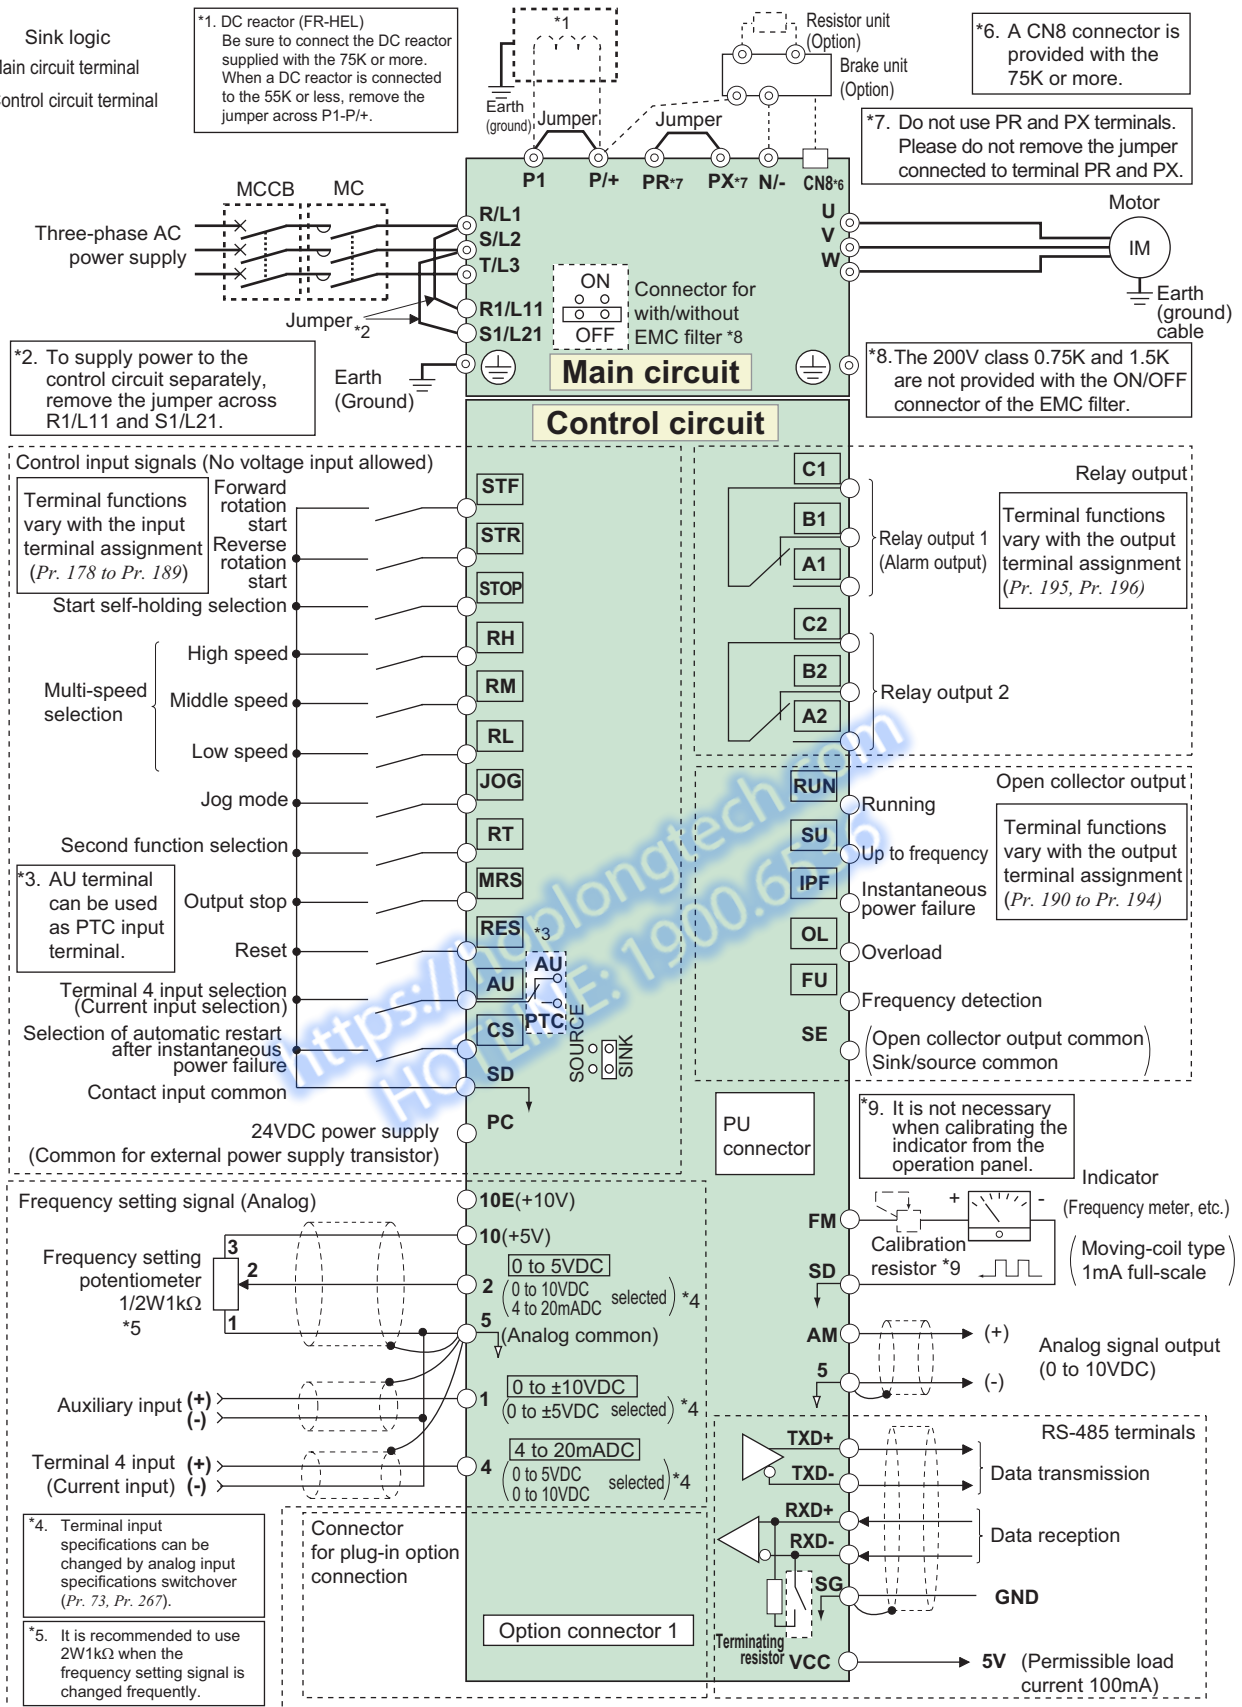 Sink logic
ain circuit terminal
ontrol circuit terminal
*1. DC reactor (FR-HEL)
Be sure to connect the DC reactor
supplied with the 75K or more.
When a DC reactor is connected
to the 55K or less, remove the
jumper across P1-P/+.
*1
Earth
(ground)
Resistor unit
(Option)
Brake unit
(Option)
*6. A CN8 connector is
provided with the
75K or more.
*7. Do not use PR and PX terminals.
Please do not remove the jumper
connected to terminal PR and PX.
Jumper
Jumper
P1
P/+
PR*7
PX*7
N/-
CN8*6
MCCB
MC
Three-phase AC
power supply
R/L1
S/L2
T/L3
R1/L11
S1/L21
Jumper *2
ON
OFF
Connector for
with/without
EMC filter *8
U
V
W
Motor
IM
Earth
(ground)
cable
*2. To supply power to the
control circuit separately,
remove the jumper across
R1/L11 and S1/L21.
Earth
(Ground)
Main circuit
*8. The 200V class 0.75K and 1.5K
are not provided with the ON/OFF
connector of the EMC filter.
Control circuit
Control input signals (No voltage input allowed)
Terminal functions
vary with the input
terminal assignment
(Pr. 178 to Pr. 189)
Forward
rotation
start
STF
Reverse
rotation
start
STR
Start self-holding selection
STOP
Multi-speed
selection
High speed
RH
Middle speed
RM
Low speed
RL
Jog mode
JOG
Second function selection
RT
*3. AU terminal
can be used
as PTC input
terminal.
Output stop
MRS
Reset
RES
*3
Terminal 4 input selection
(Current input selection)
AU
AU
PTC
Selection of automatic restart
after instantaneous
power failure
CS
SOURCE
SINK
Contact input common
SD
24VDC power supply
(Common for external power supply transistor)
PC
Relay output
C1
B1
A1
Relay output 1
(Alarm output)
Terminal functions
vary with the output
terminal assignment
(Pr. 195, Pr. 196)
C2
B2
A2
Relay output 2
Open collector output
RUN
Running
SU
Up to frequency
IPF
Instantaneous
power failure
OL
Overload
FU
Frequency detection
SE
(Open collector output common)
(Sink/source common)
Terminal functions
vary with the output
terminal assignment
(Pr. 190 to Pr. 194)
https://hoplongtech.com
HOTLINE: 1900.6536
PU
connector
*9. It is not necessary
when calibrating the
indicator from the
operation panel.
Frequency setting signal (Analog)
10E(+10V)
10(+5V)
Frequency setting
potentiometer
1/2W1kΩ
*5
3
2
1
2
0 to 5VDC
0 to 10VDC
4 to 20mADC
selected
*4
5
(Analog common)
Auxiliary input
(+)
(-)
1
0 to ±10VDC
(0 to ±5VDC selected) *4
Terminal 4 input
(Current input)
(+)
(-)
4
4 to 20mADC
0 to 5VDC
0 to 10VDC
selected
*4
FM
Calibration
resistor *9
+
-
Indicator
(Frequency meter, etc.)
(Moving-coil type
1mA full-scale)
SD
AM
(+)
5
(-)
Analog signal output
(0 to 10VDC)
RS-485 terminals
TXD+
TXD-
Data transmission
RXD+
RXD-
Data reception
SG
GND
Terminating
resistor
VCC
5V
(Permissible load
current 100mA)
*4. Terminal input
specifications can be
changed by analog input
specifications switchover
(Pr. 73, Pr. 267).
*5. It is recommended to use
2W1kΩ when the
frequency setting signal is
changed frequently.
Connector
for plug-in option
connection
Option connector 1